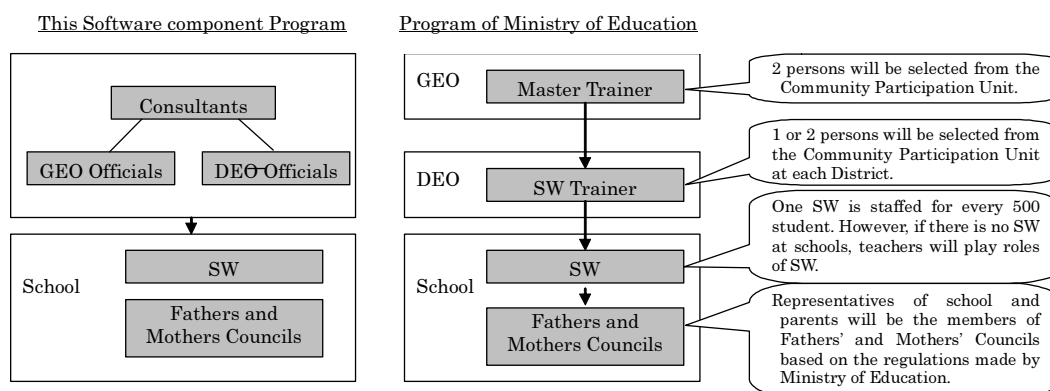 This Software component Program
Consultants
GEO Officials
DEO Officials
School
SW
Fathers and
Mothers Councils
Program of Ministry of Education
GEO
Master Trainer
2 persons will be selected from the
Community Participation Unit.
DEO
SW Trainer
1 or 2 persons will be selected from
the Community Participation Unit
at each District.
School
SW
One SW is staffed for every 500
student. However, if there is no SW
at schools, teachers will play roles
of SW.
Fathers and
Mothers Councils
Representatives of school and
parents will be the members of
Fathers' and Mothers' Councils
based on the regulations made by
Ministry of Education.